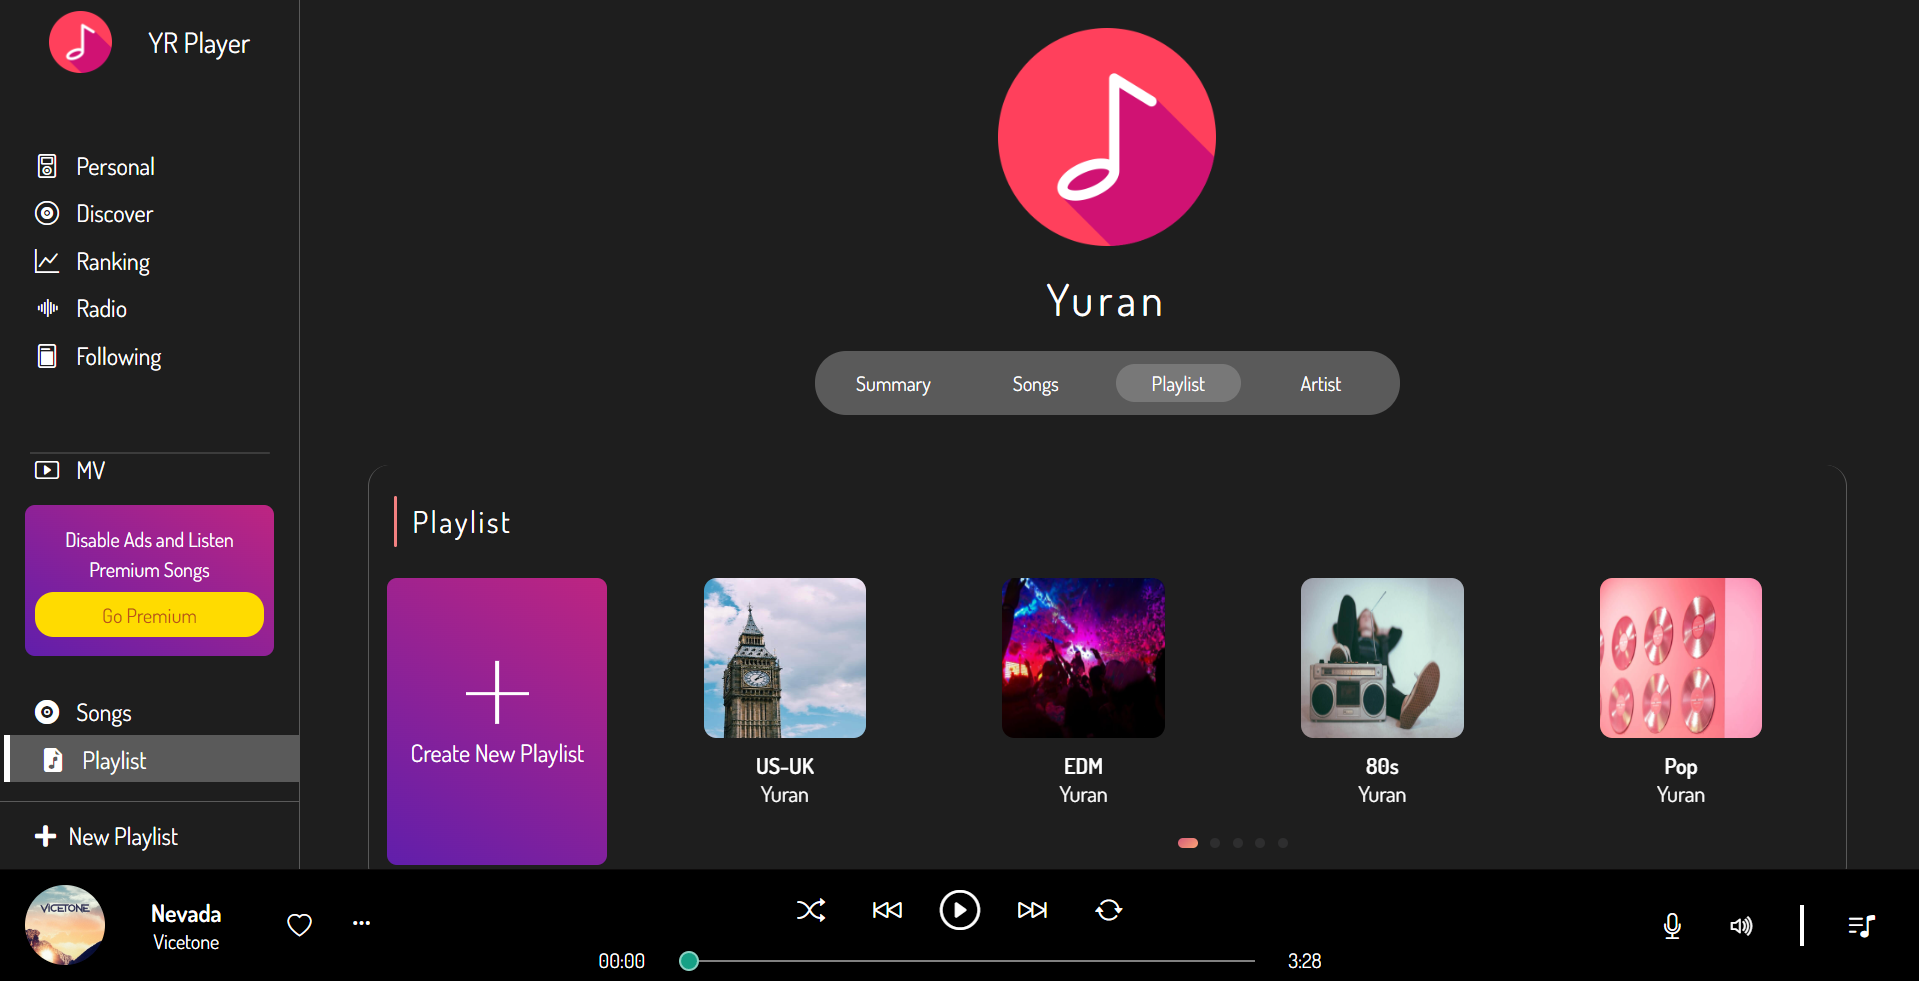 YR Player
Personal
Discover
Ranking
Radio
Following
MV
Disable Ads and Listen
Premium Songs
Go Premium
Songs
Playlist
New Playlist
Yuran
Summary Songs Playlist Artist
Playlist
Create New Playlist
US-UK
Yuran
EDM
Yuran
80s
Yuran
Pop
Yuran
VICETONE
Nevada
Vicetone
00:00
3:28